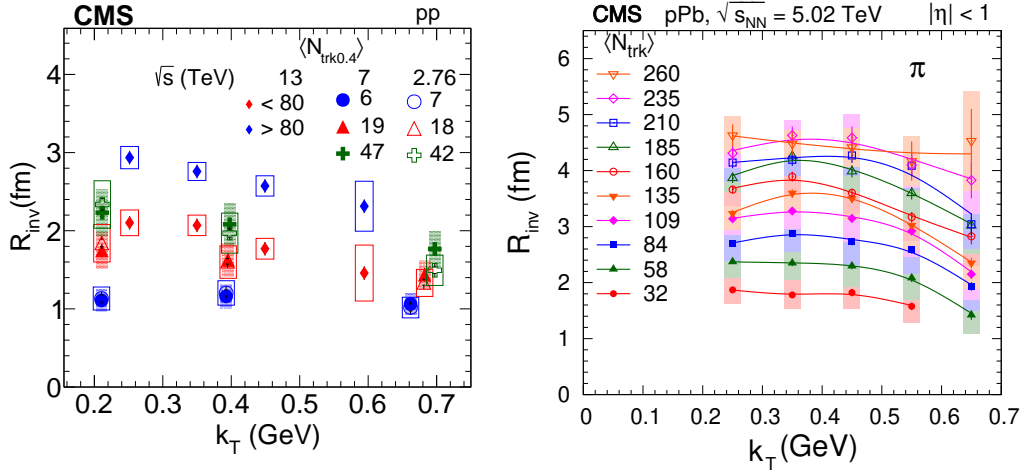 CMS pp
⟨N_trk0.4⟩
√s (TeV) 13 7 2.76
< 80 6 7
> 80 19 18
47 42
4
3
2
1
0
R_inv (fm)
0.2 0.3 0.4 0.5 0.6 0.7
k_T (GeV)
CMS pPb, √s_NN = 5.02 TeV |η| < 1
⟨N_trk⟩
π
260
235
210
185
160
135
109
84
58
32
6
5
4
3
2
1
0
R_inv (fm)
0 0.1 0.2 0.3 0.4 0.5 0.6 0.7
k_T (GeV)